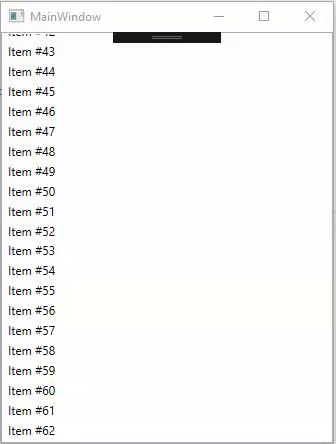 MainWindow
Item #43
Item #44
Item #45
Item #46
Item #47
Item #48
Item #49
Item #50
Item #51
Item #52
Item #53
Item #54
Item #55
Item #56
Item #57
Item #58
Item #59
Item #60
Item #61
Item #62